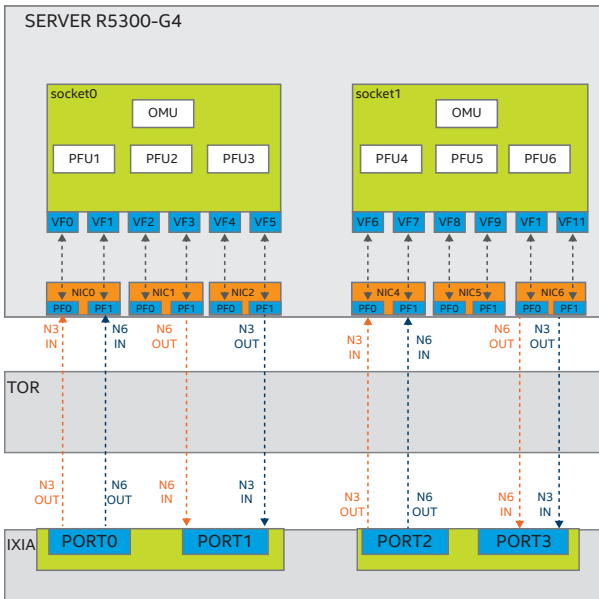 SERVER R5300-G4
socket0
OMU
PFU1 PFU2 PFU3
VF0 VF1 VF2 VF3 VF4 VF5
NIC0 NIC1 NIC2
PF0 PF1 PF0 PF1 PF0 PF1
socket1
OMU
PFU4 PFU5 PFU6
VF6 VF7 VF8 VF9 VF1 VF11
NIC4 NIC5 NIC6
PF0 PF1 PF0 PF1 PF0 PF1
N3
IN
N6
IN
N6
OUT
N3
OUT
N3
IN
N6
IN
N6
OUT
N3
OUT
TOR
N3
OUT
N6
OUT
N6
IN
N3
IN
N3
OUT
N6
OUT
N6
IN
N3
IN
IXIA
PORT0 PORT1 PORT2 PORT3